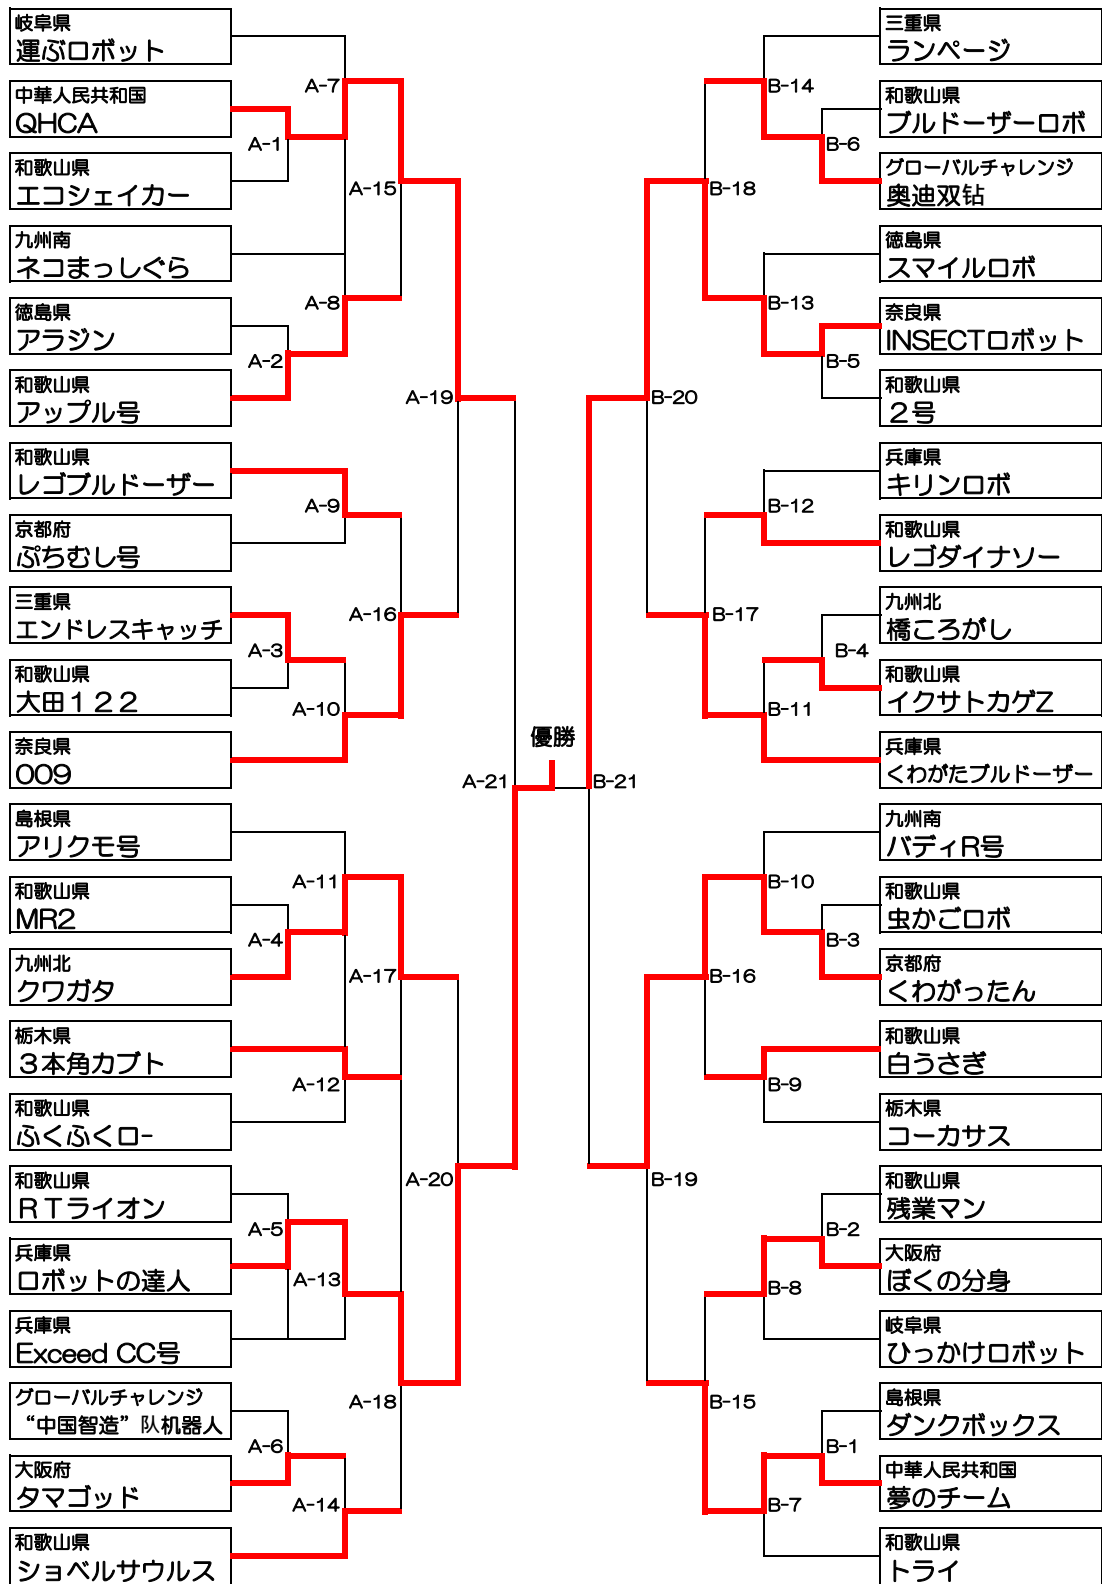 岐阜県
運ぶロボット
中華人民共和国
QHCA
和歌山県
エコシェイカー
九州南
ネコまっしぐら
徳島県
アラジン
和歌山県
アップル号
和歌山県
レゴブルドーザー
京都府
ぷちむし号
三重県
エンドレスキャッチ
和歌山県
大田１２２
奈良県
009
島根県
アリクモ号
和歌山県
MR2
九州北
クワガタ
栃木県
３本角カブト
和歌山県
ふくふくロ-
和歌山県
ＲＴライオン
兵庫県
ロボットの達人
兵庫県
Exceed CC号
グローバルチャレンジ
“中国智造”队机器人
大阪府
タマゴッド
和歌山県
ショベルサウルス
A-7
A-1
A-15
A-8
A-2
A-19
A-9
A-16
A-3
A-10
A-21
A-11
A-4
A-17
A-12
A-20
A-5
A-13
A-18
A-6
A-14
優勝
B-14
B-6
B-18
B-13
B-5
B-20
B-12
B-17
B-4
B-11
B-21
B-10
B-3
B-16
B-9
B-19
B-2
B-8
B-15
B-1
B-7
三重県
ランページ
和歌山県
ブルドーザーロボ
グローバルチャレンジ
奥迪双钻
徳島県
スマイルロボ
奈良県
INSECTロボット
和歌山県
２号
兵庫県
キリンロボ
和歌山県
レゴダイナソー
九州北
橋ころがし
和歌山県
イクサトカゲZ
兵庫県
くわがたブルドーザー
九州南
バディR号
和歌山県
虫かごロボ
京都府
くわがったん
和歌山県
白うさぎ
栃木県
コーカサス
和歌山県
残業マン
大阪府
ぼくの分身
岐阜県
ひっかけロボット
島根県
ダンクボックス
中華人民共和国
夢のチーム
和歌山県
トライ